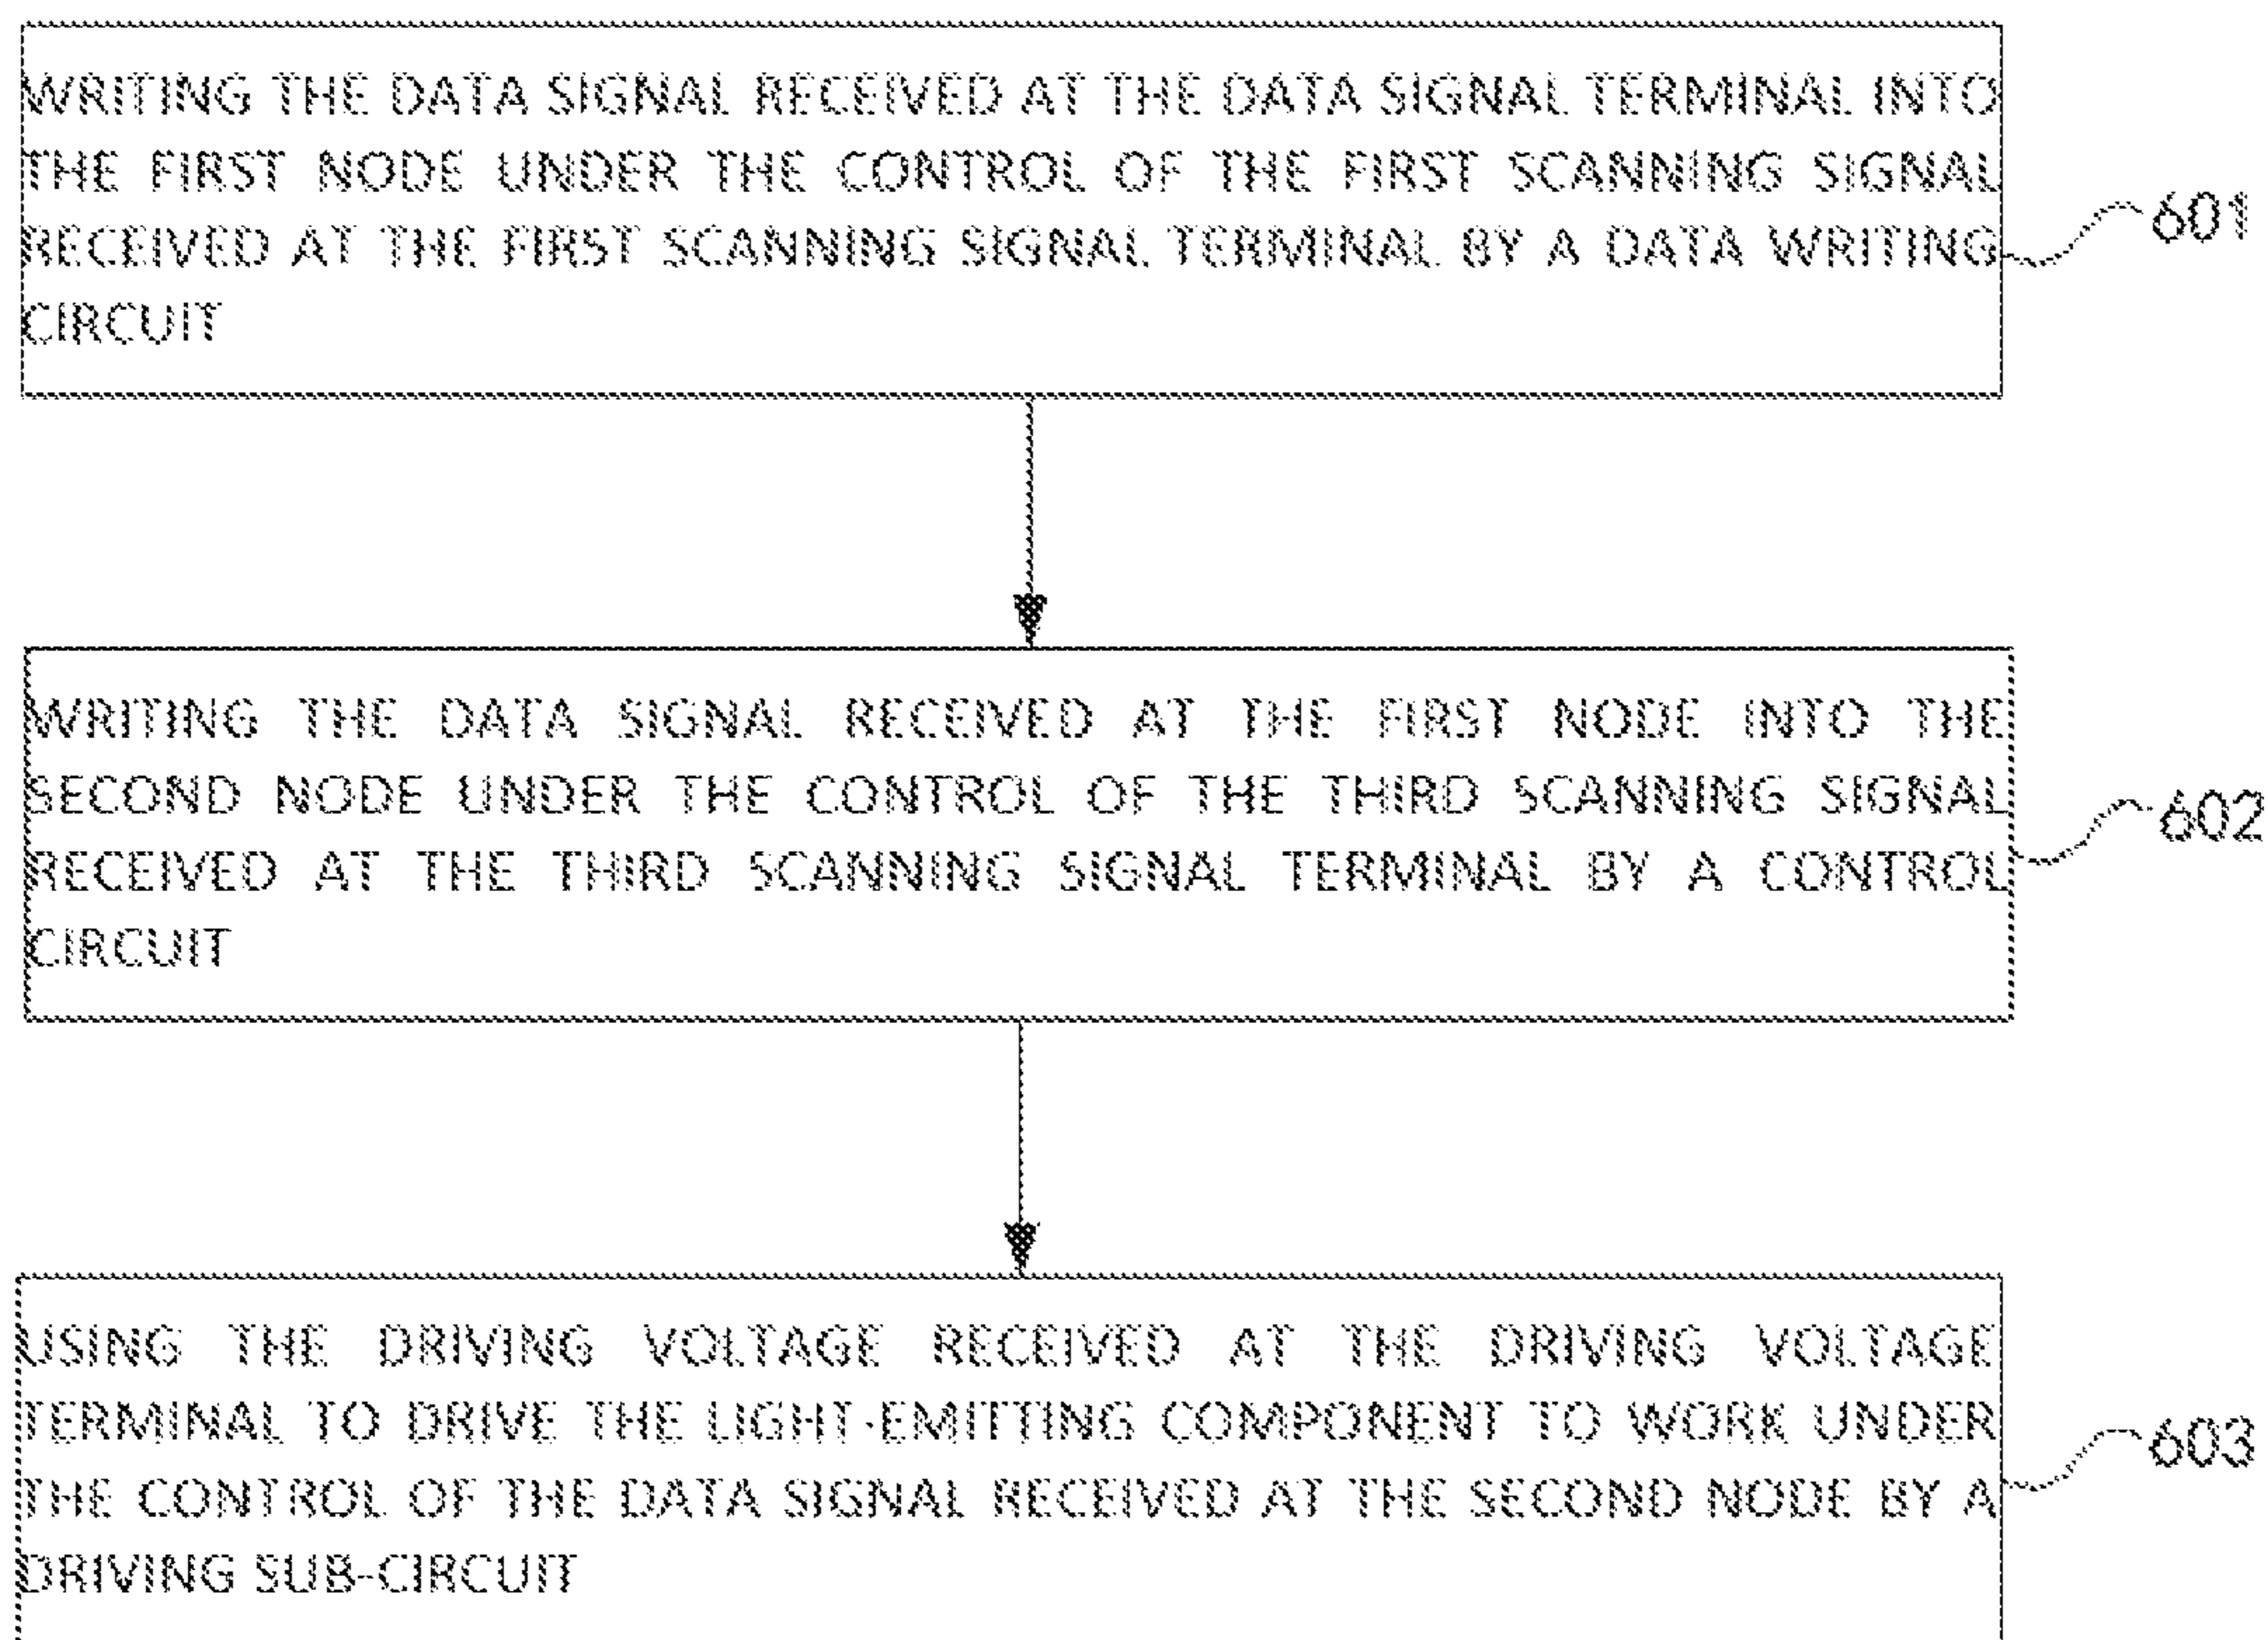 WRITING THE DATA SIGNAL RECEIVED AT THE DATA SIGNAL TERMINAL INTO
THE FIRST NODE UNDER THE CONTROL OF THE FIRST SCANNING SIGNAL
RECEIVED AT THE FIRST SCANNING SIGNAL TERMINAL BY A DATA WRITING
CIRCUIT
601
WRITING THE DATA SIGNAL RECEIVED AT THE FIRST NODE INTO THE
SECOND NODE UNDER THE CONTROL OF THE THIRD SCANNING SIGNAL
RECEIVED AT THE THIRD SCANNING SIGNAL TERMINAL BY A CONTROL
CIRCUIT
602
USING THE DRIVING VOLTAGE RECEIVED AT THE DRIVING VOLTAGE
TERMINAL TO DRIVE THE LIGHT-EMITTING COMPONENT TO WORK UNDER
THE CONTROL OF THE DATA SIGNAL RECEIVED AT THE SECOND NODE BY A
DRIVING SUB-CIRCUIT
603